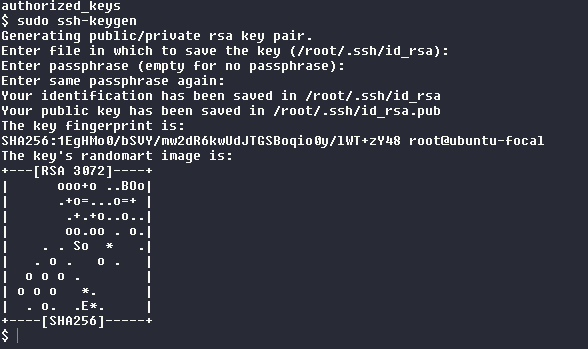 authorized_keys
$ sudo ssh-keygen
Generating public/private rsa key pair.
Enter file in which to save the key (/root/.ssh/id_rsa):
Enter passphrase (empty for no passphrase):
Enter same passphrase again:
Your identification has been saved in /root/.ssh/id_rsa
Your public key has been saved in /root/.ssh/id_rsa.pub
The key fingerprint is:
SHA256:1EgHMo0/bSVY/mw2dR6kwUdJTGSBoqio0y/lWT+zY48 root@ubuntu-focal
The key's randomart image is:
+---[RSA 3072]----+
|       ooo+o ..BOo|
|       .+o=...o=+ |
|        .+.+o..o..|
|        oo.oo . o.|
|     . . So  *   .|
|    . o .   o .   |
|   o o o .        |
|  o o o   *.      |
|   . o.  .E*.     |
+----[SHA256]-----+
$